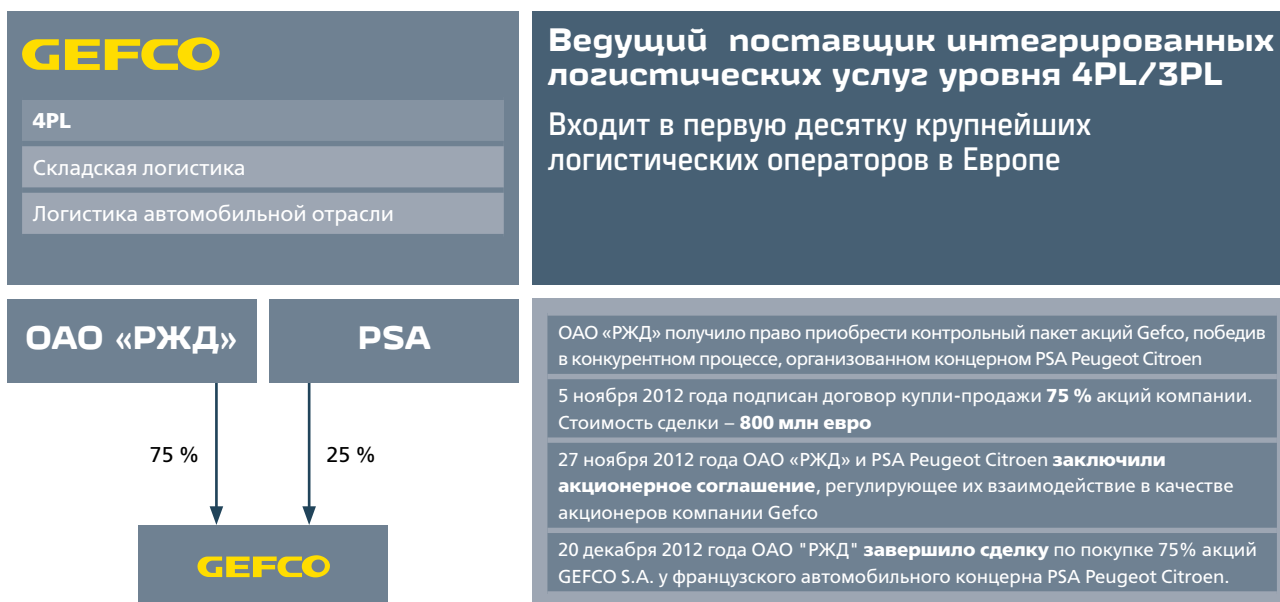 GEFCO
4PL
Складская логистика
Логистика автомобильной отрасли
Ведущий поставщик интегрированных
логистических услуг уровня 4PL/3PL
Входит в первую десятку крупнейших
логистических операторов в Европе
ОАО «РЖД»
PSA
75 %
25 %
GEFCO
ОАО «РЖД» получило право приобрести контрольный пакет акций Gefco, победив
в конкурентном процессе, организованном концерном PSA Peugeot Citroen
5 ноября 2012 года подписан договор купли-продажи 75 % акций компании.
Стоимость сделки – 800 млн евро
27 ноября 2012 года ОАО «РЖД» и PSA Peugeot Citroen заключили
акционерное соглашение, регулирующее их взаимодействие в качестве
акционеров компании Gefco
20 декабря 2012 года ОАО "РЖД" завершило сделку по покупке 75% акций
GEFCO S.A. у французского автомобильного концерна PSA Peugeot Citroen.